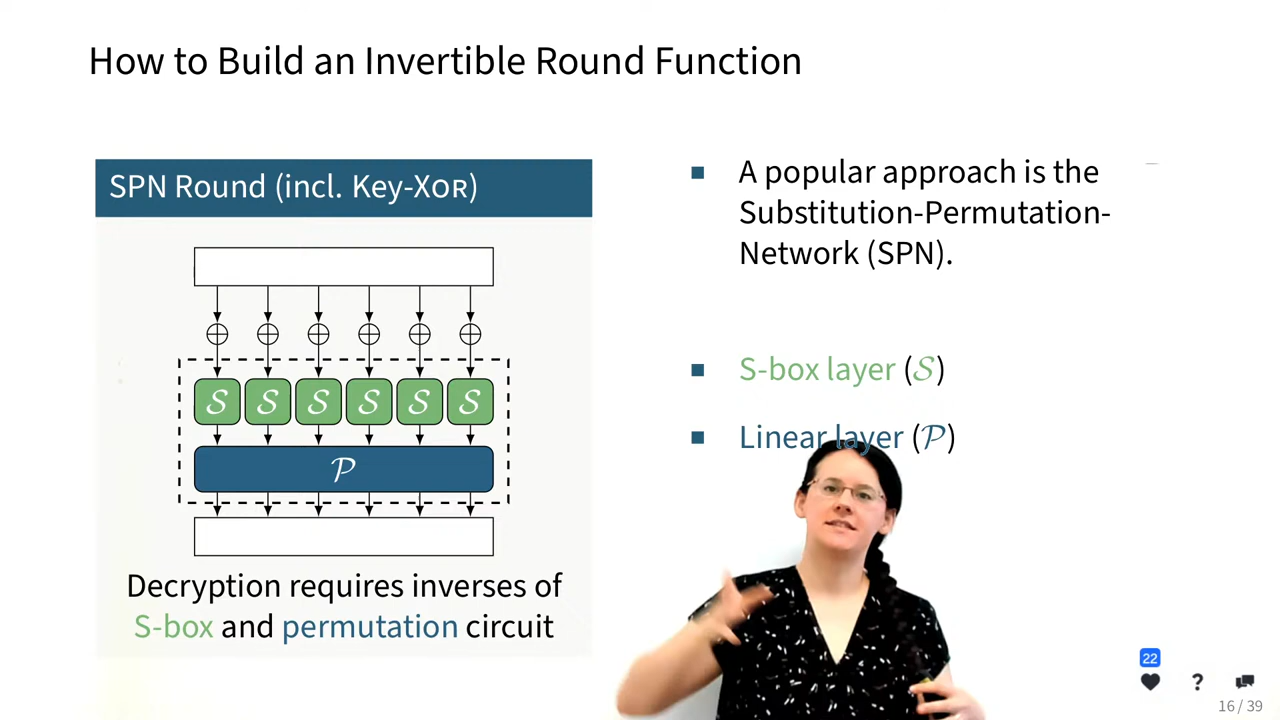 How to Build an Invertible Round Function
SPN Round (incl. Key-XOR)
⊕ ⊕ ⊕ ⊕ ⊕ ⊕
S S S S S S
P
Decryption requires inverses of
S-box and permutation circuit
A popular approach is the
Substitution-Permutation-
Network (SPN).
S-box layer (S)
Linear layer (P)
22
?
16 / 39